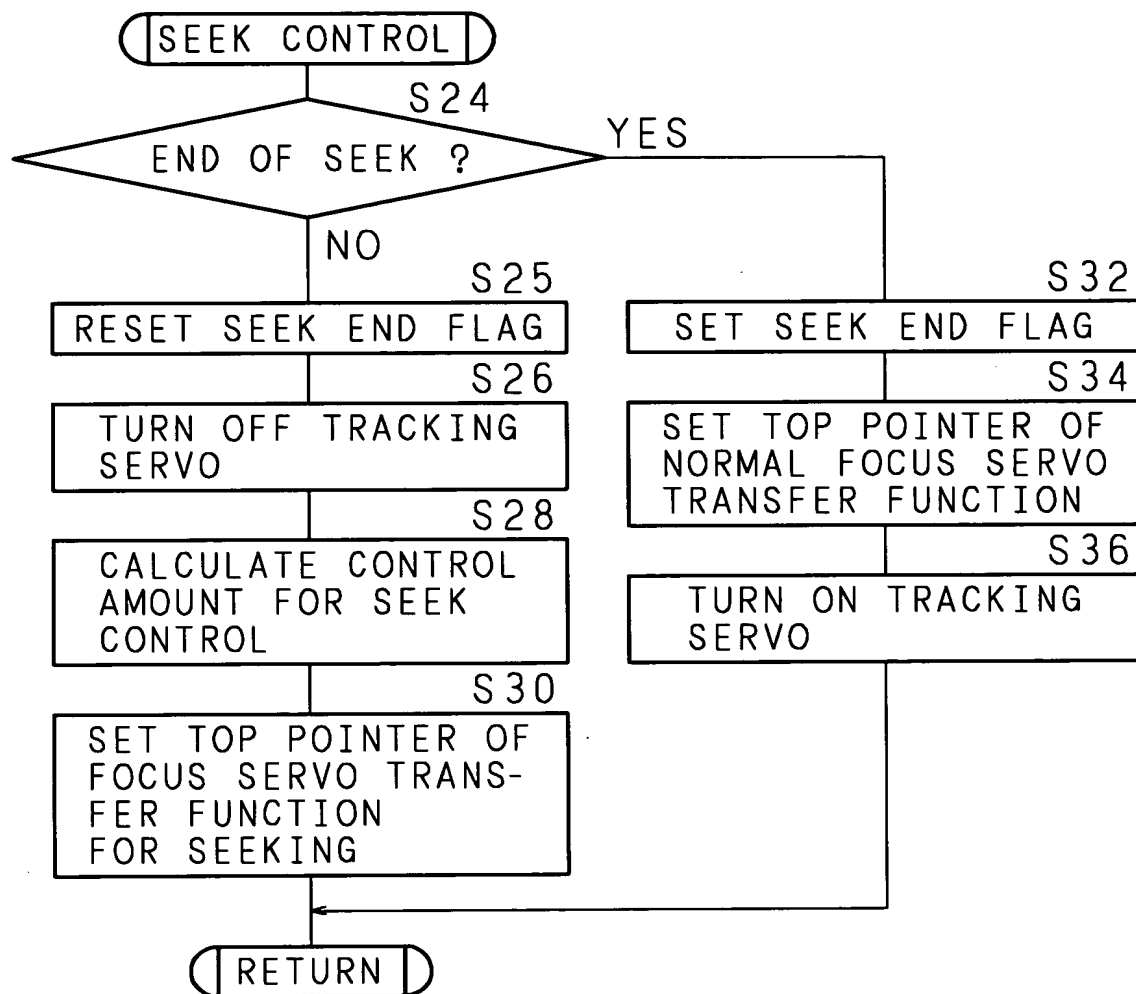 SEEK CONTROL
S24
END OF SEEK ?
YES
NO
S25
RESET SEEK END FLAG
S26
TURN OFF TRACKING
SERVO
S28
CALCULATE CONTROL
AMOUNT FOR SEEK
CONTROL
S30
SET TOP POINTER OF
FOCUS SERVO TRANS-
FER FUNCTION
FOR SEEKING
S32
SET SEEK END FLAG
S34
SET TOP POINTER OF
NORMAL FOCUS SERVO
TRANSFER FUNCTION
S36
TURN ON TRACKING
SERVO
RETURN